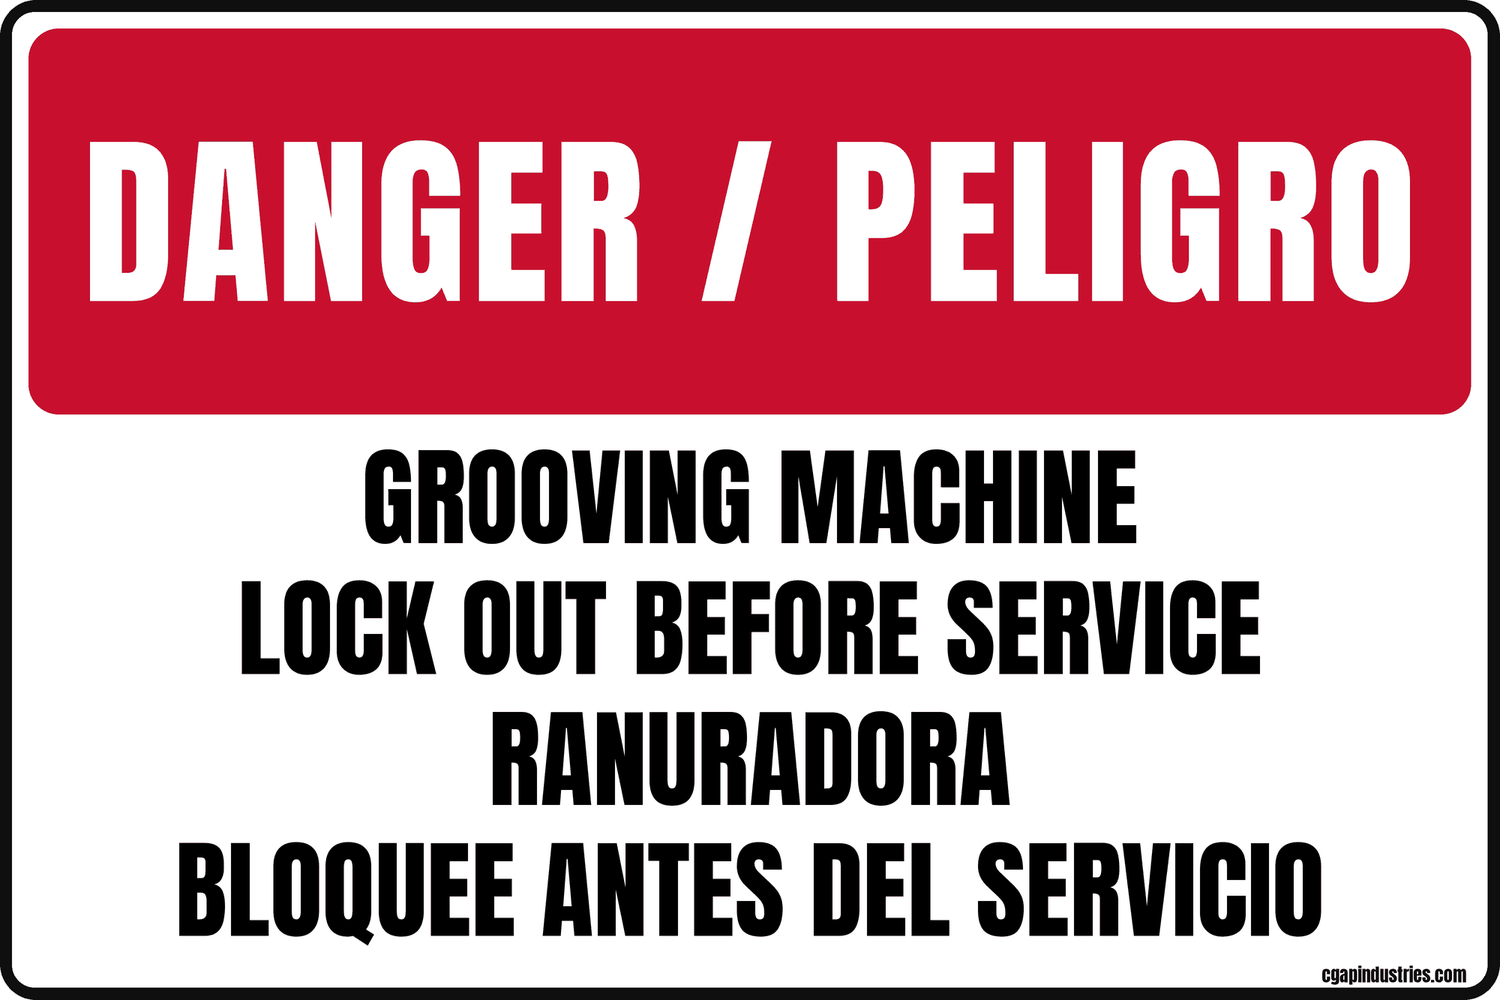 DANGER / PELIGRO
GROOVING MACHINE
LOCK OUT BEFORE SERVICE
RANURADORA
BLOQUEE ANTES DEL SERVICIO
cgapindustries.com